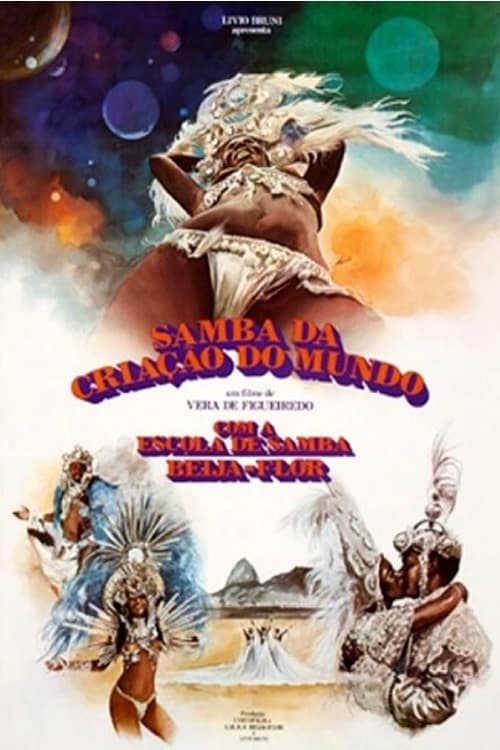 LIVIO BRUNI
apresenta
SAMBA DA
CRIAÇÃO DO MUNDO
um filme de
VERA DE FIGUEIREDO
COM A
ESCOLA DE SAMBA
BEIJA-FLOR
Produção